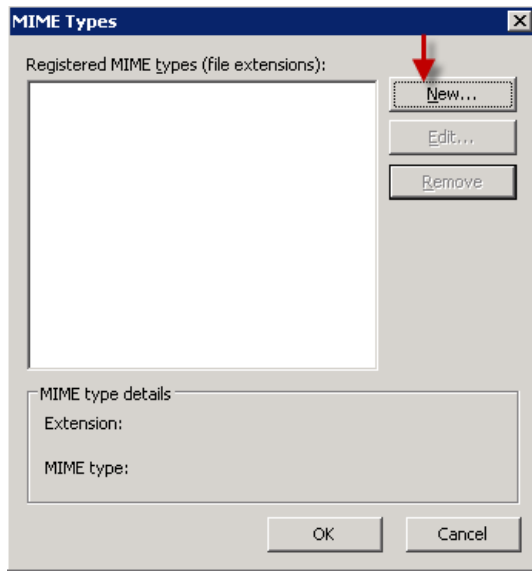 MIME Types
Registered MIME types (file extensions):
New...
Edit...
Remove
MIME type details
Extension:
MIME type:
OK
Cancel